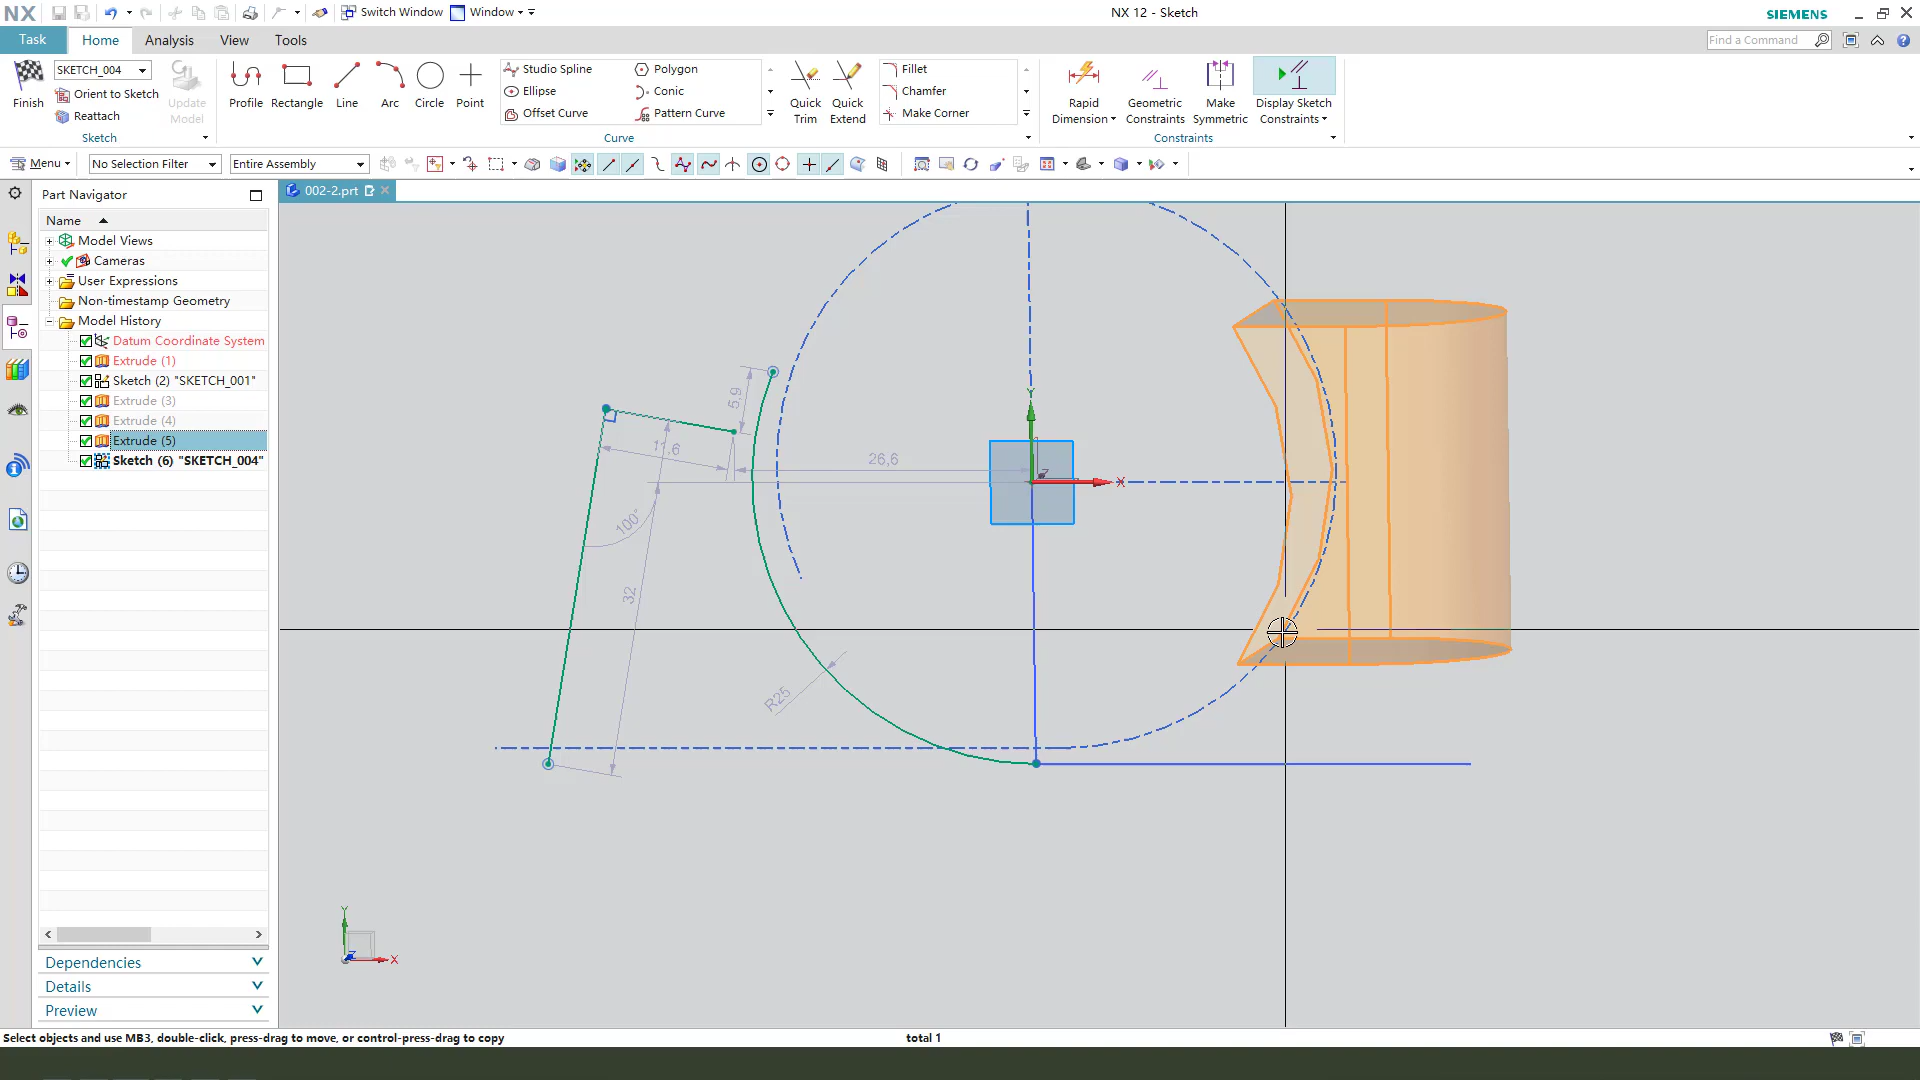 NX
Switch Window
Window
NX 12 - Sketch
SIEMENS
Task
Home
Analysis
View
Tools
Find a Command
Finish
SKETCH_004
Orient to Sketch
Reattach
Update Model
Sketch
Profile
Rectangle
Line
Arc
Circle
Point
Studio Spline
Ellipse
Offset Curve
Polygon
Conic
Pattern Curve
Curve
Quick Trim
Quick Extend
Fillet
Chamfer
Make Corner
Rapid Dimension
Geometric Constraints
Make Symmetric
Display Sketch Constraints
Constraints
Menu
No Selection Filter
Entire Assembly
Part Navigator
002-2.prt
Name
Model Views
Cameras
User Expressions
Non-timestamp Geometry
Model History
Datum Coordinate System
Extrude (1)
Sketch (2) "SKETCH_001"
Extrude (3)
Extrude (4)
Extrude (5)
Sketch (6) "SKETCH_004"
5,9
11,6
26,6
100°
32
R25
Y
Z
X
Y
Z
X
Dependencies
Details
Preview
Select objects and use MB3, double-click, press-drag to move, or control-press-drag to copy
total 1